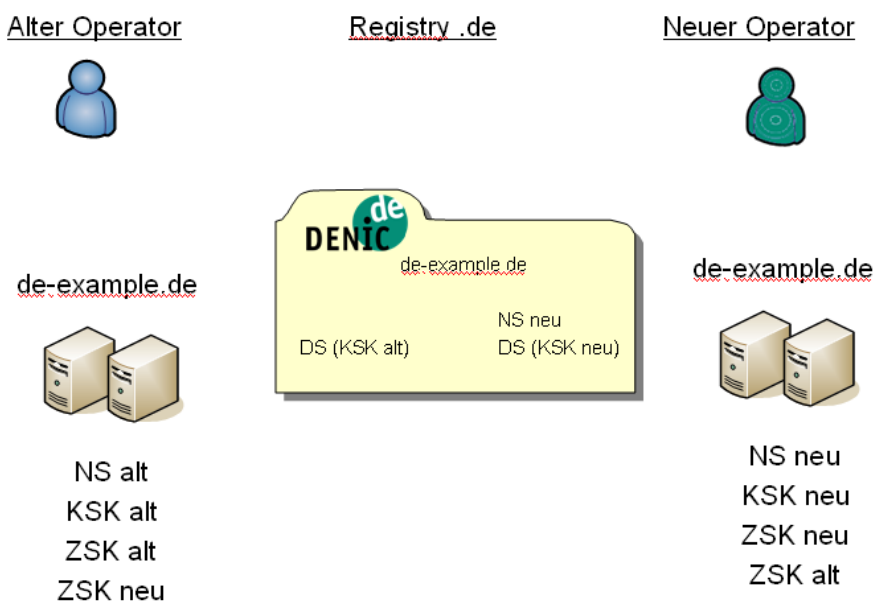 Alter Operator
Registry .de
Neuer Operator
de
DENIC
de-example.de
de-example.de
de-example.de
NS neu
DS (KSK alt)
DS (KSK neu)
NS alt
KSK alt
ZSK alt
ZSK neu
NS neu
KSK neu
ZSK neu
ZSK alt